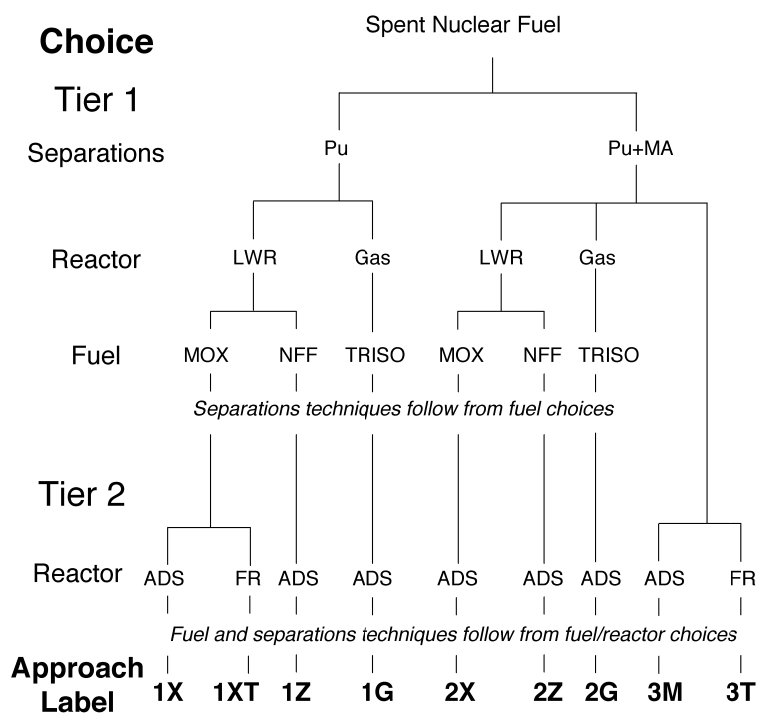 Choice
Spent Nuclear Fuel
Tier 1
Separations Pu Pu+MA
Reactor LWR Gas LWR Gas
Fuel MOX NFF TRISO MOX NFF TRISO
Separations techniques follow from fuel choices
Tier 2
Reactor ADS FR ADS ADS ADS ADS ADS ADS FR
Fuel and separations techniques follow from fuel/reactor choices
Approach
Label 1X 1XT 1Z 1G 2X 2Z 2G 3M 3T